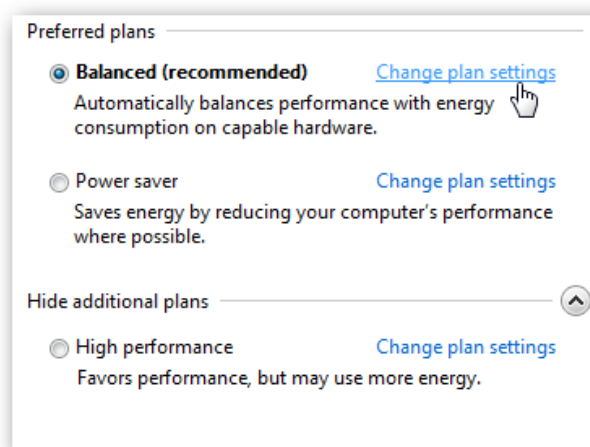 Preferred plans
Balanced (recommended) Change plan settings
Automatically balances performance with energy
consumption on capable hardware.
Power saver Change plan settings
Saves energy by reducing your computer's performance
where possible.
Hide additional plans
High performance Change plan settings
Favors performance, but may use more energy.